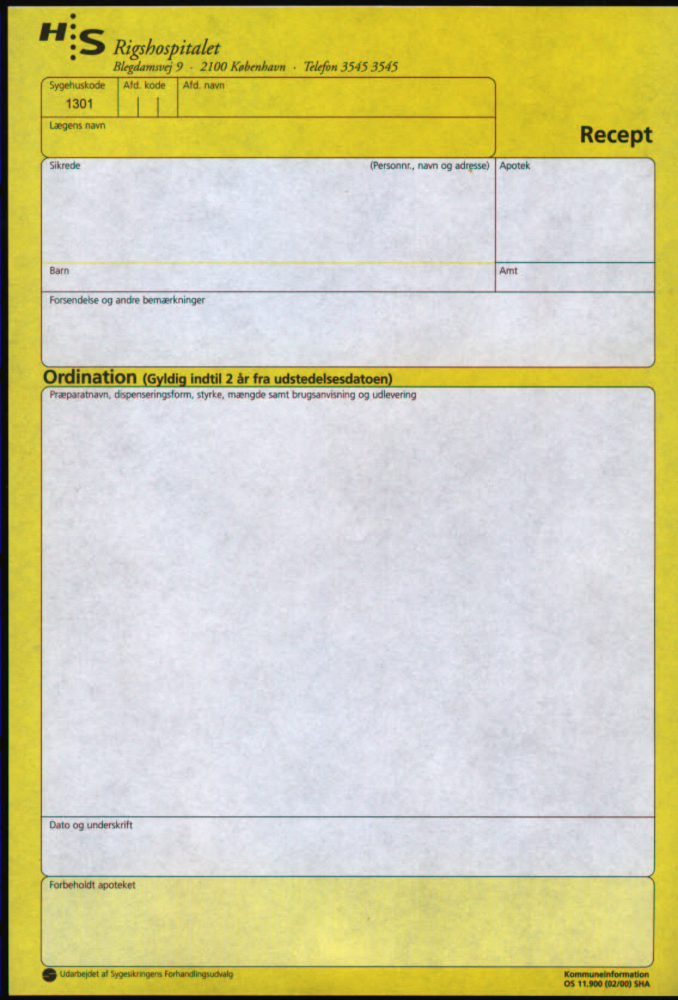 H:S
Rigshospitalet
Blegdamsvej 9 · 2100 København · Telefon 3545 3545
Sygehuskode Afd. kode Afd. navn
1301
Lægens navn
Recept
Sikrede (Personnr., navn og adresse) Apotek
Barn Amt
Forsendelse og andre bemærkninger
Ordination (Gyldig indtil 2 år fra udstedelsesdatoen)
Præparatnavn, dispenseringsform, styrke, mængde samt brugsanvisning og udlevering
Dato og underskrift
Forbeholdt apoteket
Udarbejdet af Sygesikringens Forhandlingsudvalg
Kommuneinformation
OS 11.900 (02/00) SHA